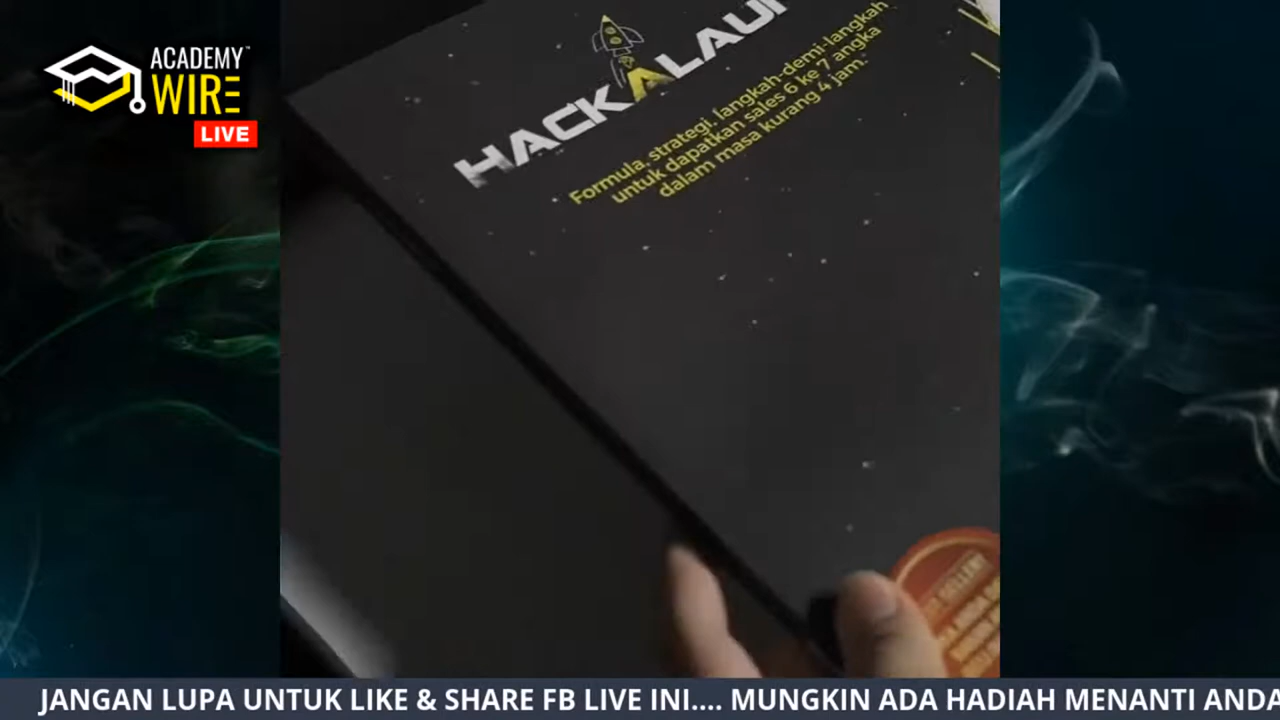 ACADEMY™
WIRE
LIVE
HACKALAU
Formula, strategi, langkah-demi-langkah
untuk dapatkan sales 6 ke 7 angka
dalam masa kurang 4 jam.
JANGAN LUPA UNTUK LIKE & SHARE FB LIVE INI.... MUNGKIN ADA HADIAH MENANTI ANDA